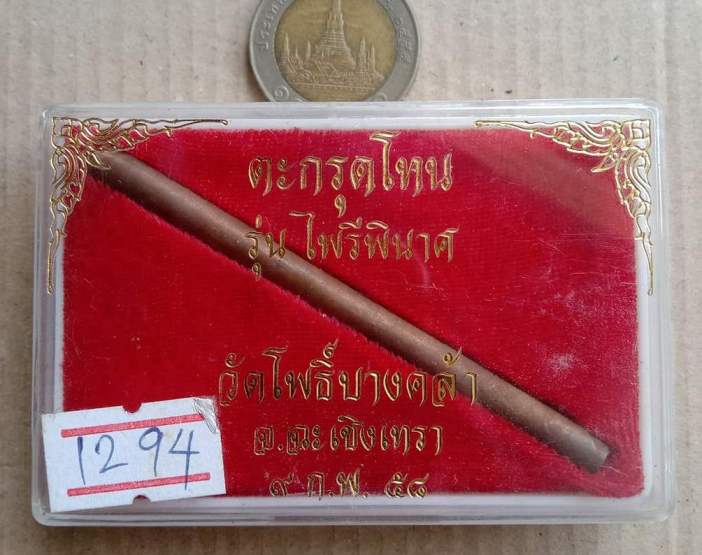 ตะกรุดโทน
รุ่น ไพรีพินาศ
วัดโพธิ์บางคล้า
จ.ฉะเชิงเทรา
๙ ก.พ. ๕๘
1294